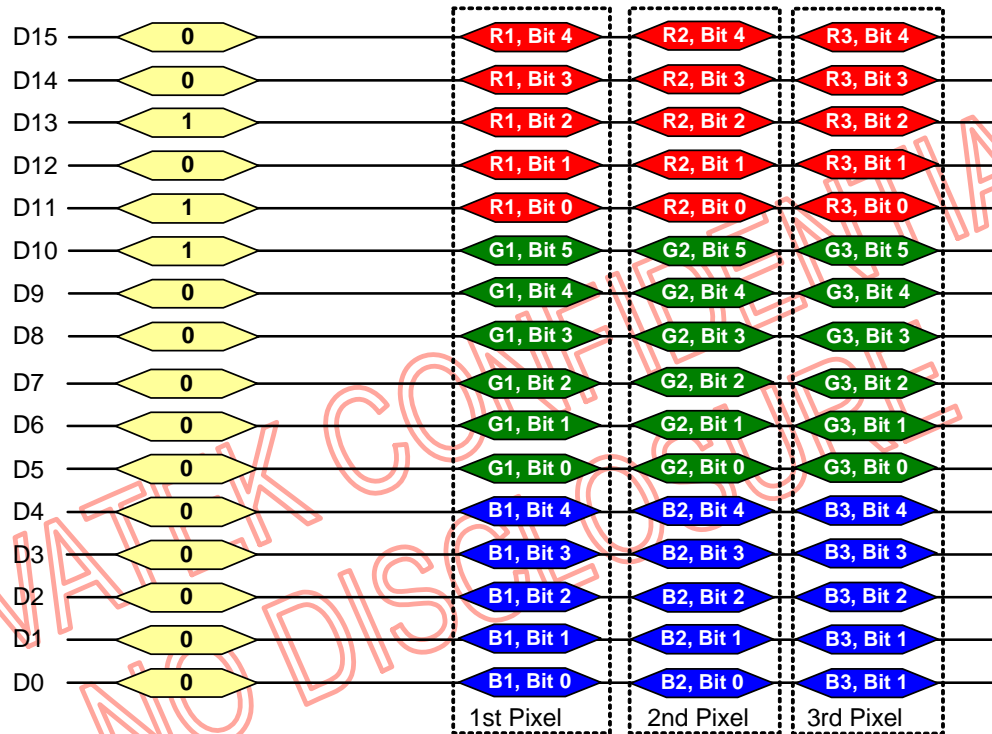 D15 0 R1, Bit 4 R2, Bit 4 R3, Bit 4
D14 0 R1, Bit 3 R2, Bit 3 R3, Bit 3
D13 1 R1, Bit 2 R2, Bit 2 R3, Bit 2
D12 0 R1, Bit 1 R2, Bit 1 R3, Bit 1
D11 1 R1, Bit 0 R2, Bit 0 R3, Bit 0
D10 1 G1, Bit 5 G2, Bit 5 G3, Bit 5
D9 0 G1, Bit 4 G2, Bit 4 G3, Bit 4
D8 0 G1, Bit 3 G2, Bit 3 G3, Bit 3
D7 0 G1, Bit 2 G2, Bit 2 G3, Bit 2
D6 0 G1, Bit 1 G2, Bit 1 G3, Bit 1
D5 0 G1, Bit 0 G2, Bit 0 G3, Bit 0
D4 0 B1, Bit 4 B2, Bit 4 B3, Bit 4
D3 0 B1, Bit 3 B2, Bit 3 B3, Bit 3
D2 0 B1, Bit 2 B2, Bit 2 B3, Bit 2
D1 0 B1, Bit 1 B2, Bit 1 B3, Bit 1
D0 0 B1, Bit 0 B2, Bit 0 B3, Bit 1
1st Pixel 2nd Pixel 3rd Pixel
VATEK CONFIDENTIA
NO DISCLOSURE